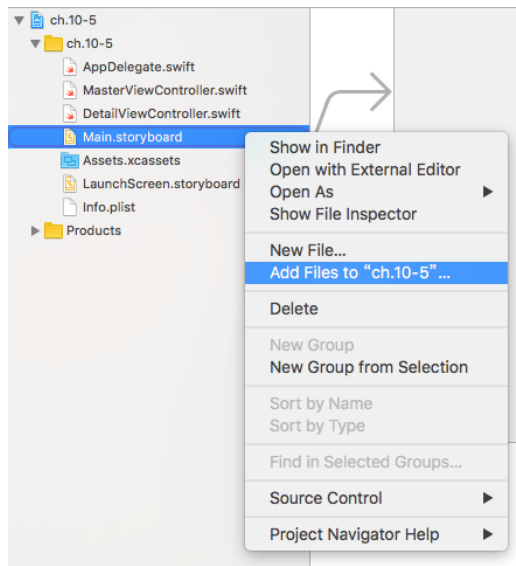 ch.10-5
ch.10-5
AppDelegate.swift
MasterViewController.swift
DetailViewController.swift
Main.storyboard
Assets.xcassets
LaunchScreen.storyboard
Info.plist
Products
Show in Finder
Open with External Editor
Open As
Show File Inspector
New File...
Add Files to “ch.10-5”...
Delete
New Group
New Group from Selection
Sort by Name
Sort by Type
Find in Selected Groups...
Source Control
Project Navigator Help